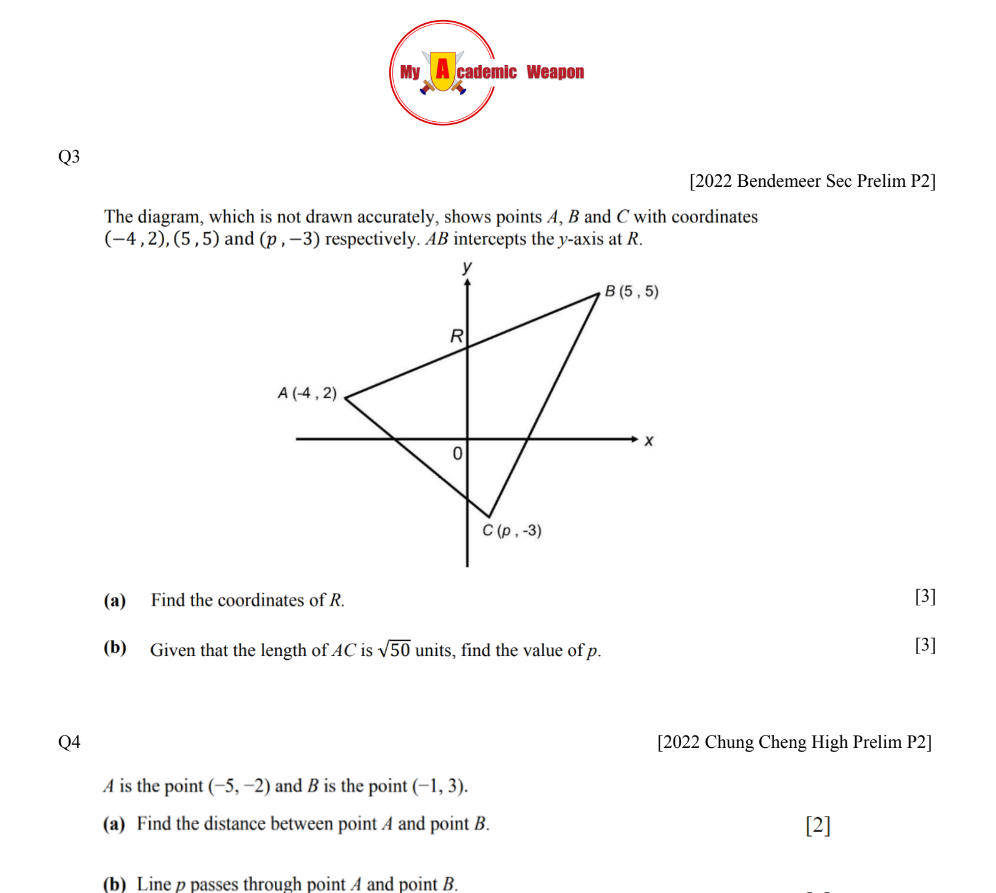 My Academic Weapon
Q3
[2022 Bendemeer Sec Prelim P2]
The diagram, which is not drawn accurately, shows points A, B and C with coordinates
(−4 , 2), (5 , 5) and (p , −3) respectively. AB intercepts the y-axis at R.
y
B (5 , 5)
R
A (-4 , 2)
x
0
C (p , -3)
(a) Find the coordinates of R. [3]
(b) Given that the length of AC is √50 units, find the value of p. [3]
Q4
[2022 Chung Cheng High Prelim P2]
A is the point (−5, −2) and B is the point (−1, 3).
(a) Find the distance between point A and point B. [2]
(b) Line p passes through point A and point B.